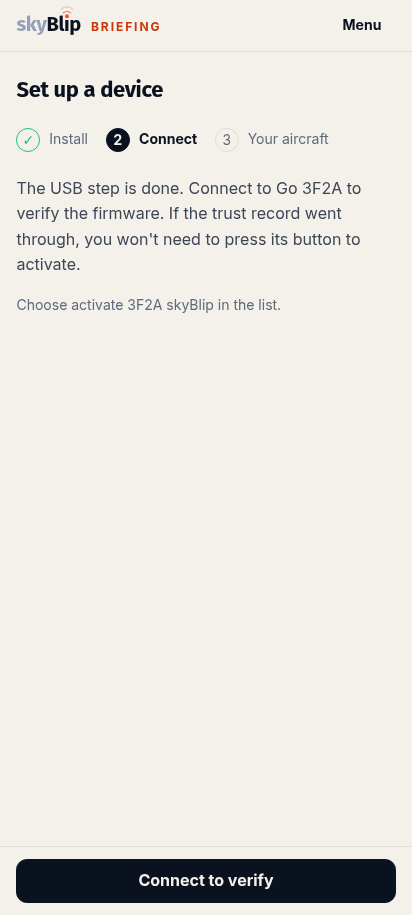 skyBlip BRIEFING
Menu
Set up a device
✓ Install 2 Connect 3 Your aircraft
The USB step is done. Connect to Go 3F2A to
verify the firmware. If the trust record went
through, you won't need to press its button to
activate.
Choose activate 3F2A skyBlip in the list.
Connect to verify